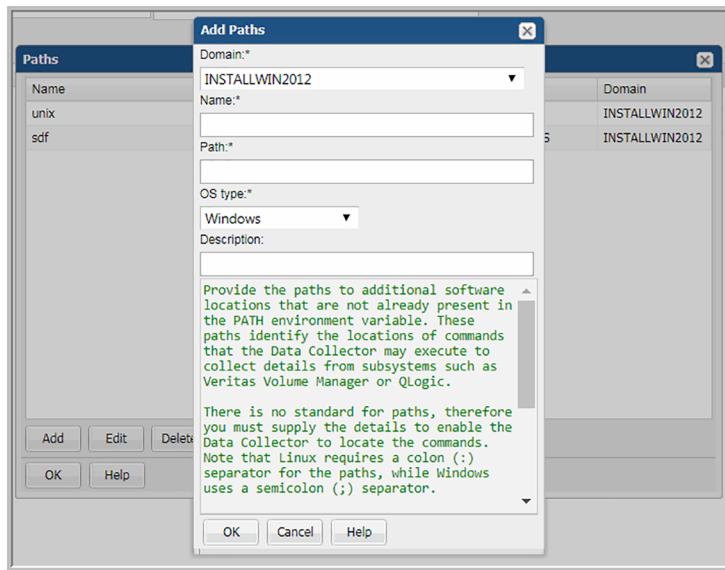 Add Paths
Domain:*
INSTALLWIN2012
Name:*
Path:*
OS type:*
Windows
Description:
Provide the paths to additional software
locations that are not already present in
the PATH environment variable. These
paths identify the locations of commands
that the Data Collector may execute to
collect details from subsystems such as
Veritas Volume Manager or QLogic.
There is no standard for paths, therefore
you must supply the details to enable the
Data Collector to locate the commands.
Note that Linux requires a colon (:)
separator for the paths, while Windows
uses a semicolon (;) separator.
OK Cancel Help
Paths
Name Domain
unix INSTALLWIN2012
sdf INSTALLWIN2012
Add Edit Delete
OK Help